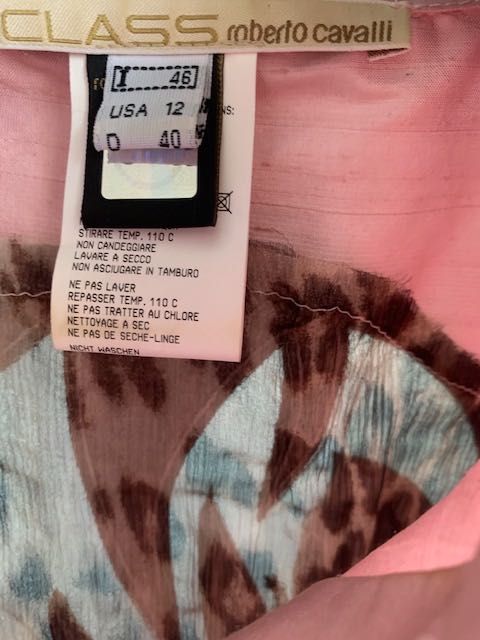 CLASS roberto cavalli
I 46
USA 12
D 40
NS:
STIRARE TEMP. 110 C
NON CANDEGGIARE
LAVARE A SECCO
NON ASCIUGARE IN TAMBURO
NE PAS LAVER
REPASSER TEMP. 110 C
NE PAS TRATTER AU CHLORE
NETTOYAGE A SEC
NE PAS DE SECHE-LINGE
NICHT WASCHEN